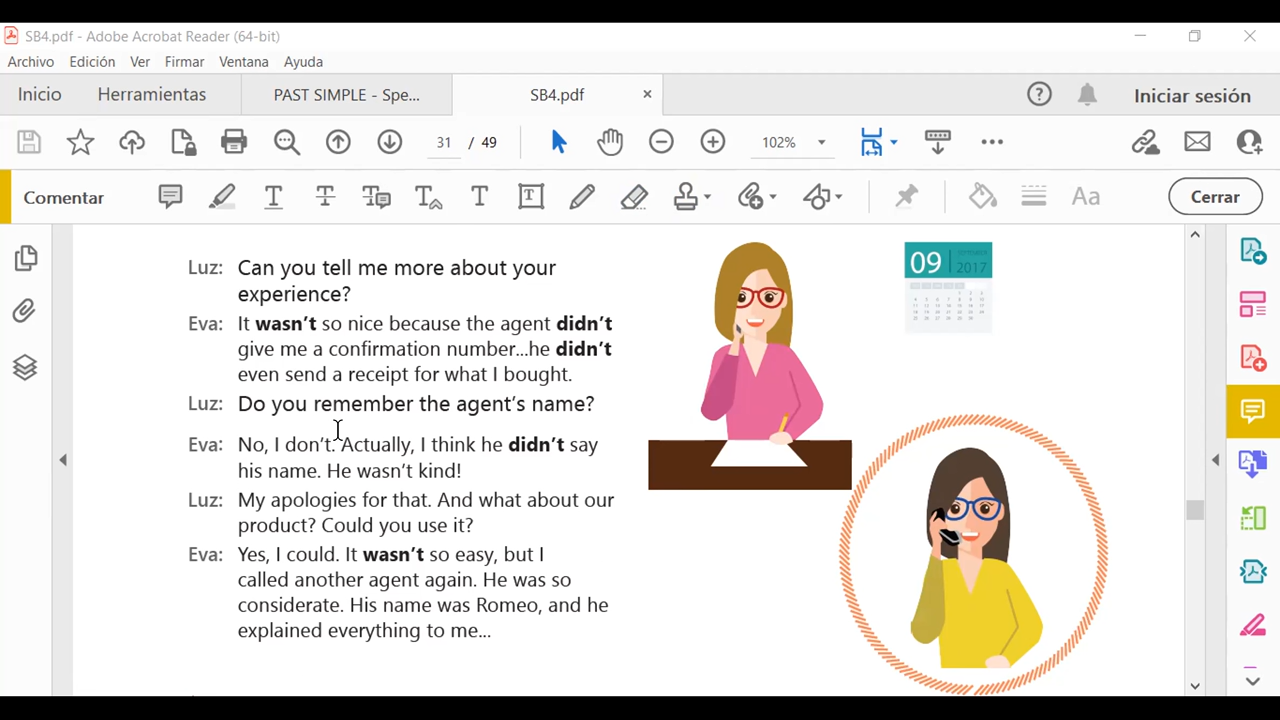 SB4.pdf - Adobe Acrobat Reader (64-bit)
Archivo Edición Ver Firmar Ventana Ayuda
Inicio Herramientas PAST SIMPLE - Spe... SB4.pdf × Iniciar sesión
31 / 49 102%
Comentar Cerrar
Luz: Can you tell me more about your
experience?
Eva: It wasn't so nice because the agent didn't
give me a confirmation number...he didn't
even send a receipt for what I bought.
Luz: Do you remember the agent's name?
Eva: No, I don't. Actually, I think he didn't say
his name. He wasn't kind!
Luz: My apologies for that. And what about our
product? Could you use it?
Eva: Yes, I could. It wasn't so easy, but I
called another agent again. He was so
considerate. His name was Romeo, and he
explained everything to me...
09 2017